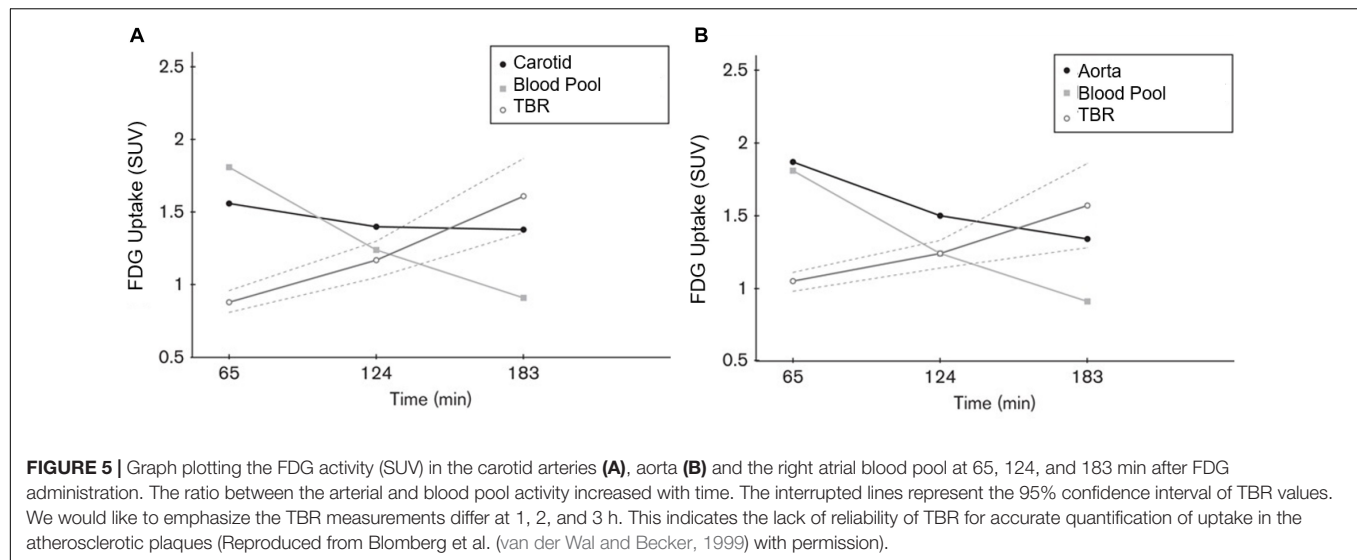 A
Carotid
Blood Pool
TBR
FDG Uptake (SUV)
2.5
2
1.5
1
0.5
65
124
183
Time (min)
B
Aorta
Blood Pool
TBR
FDG Uptake (SUV)
2.5
2
1.5
1
0.5
65
124
183
Time (min)
FIGURE 5 | Graph plotting the FDG activity (SUV) in the carotid arteries (A), aorta (B) and the right atrial blood pool at 65, 124, and 183 min after FDG
administration. The ratio between the arterial and blood pool activity increased with time. The interrupted lines represent the 95% confidence interval of TBR values.
We would like to emphasize the TBR measurements differ at 1, 2, and 3 h. This indicates the lack of reliability of TBR for accurate quantification of uptake in the
atherosclerotic plaques (Reproduced from Blomberg et al. (van der Wal and Becker, 1999) with permission).